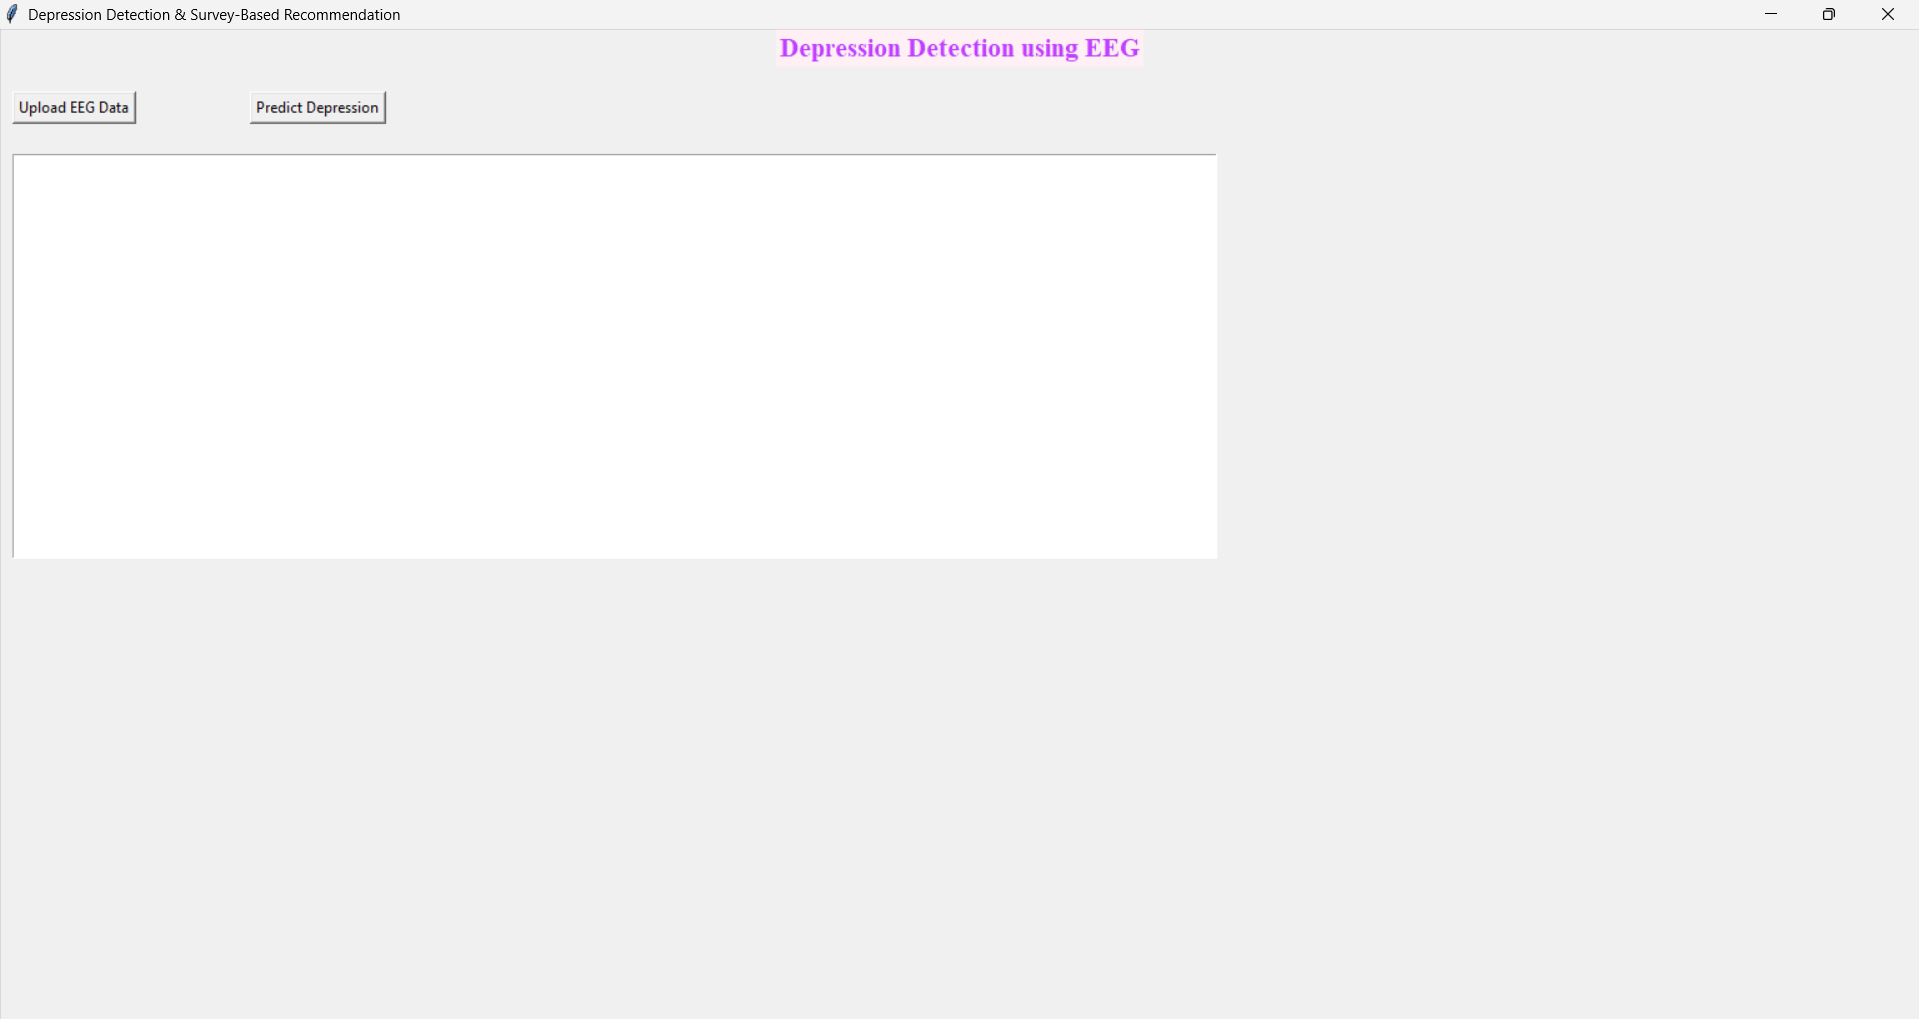 Depression Detection & Survey-Based Recommendation
Depression Detection using EEG
Upload EEG Data
Predict Depression